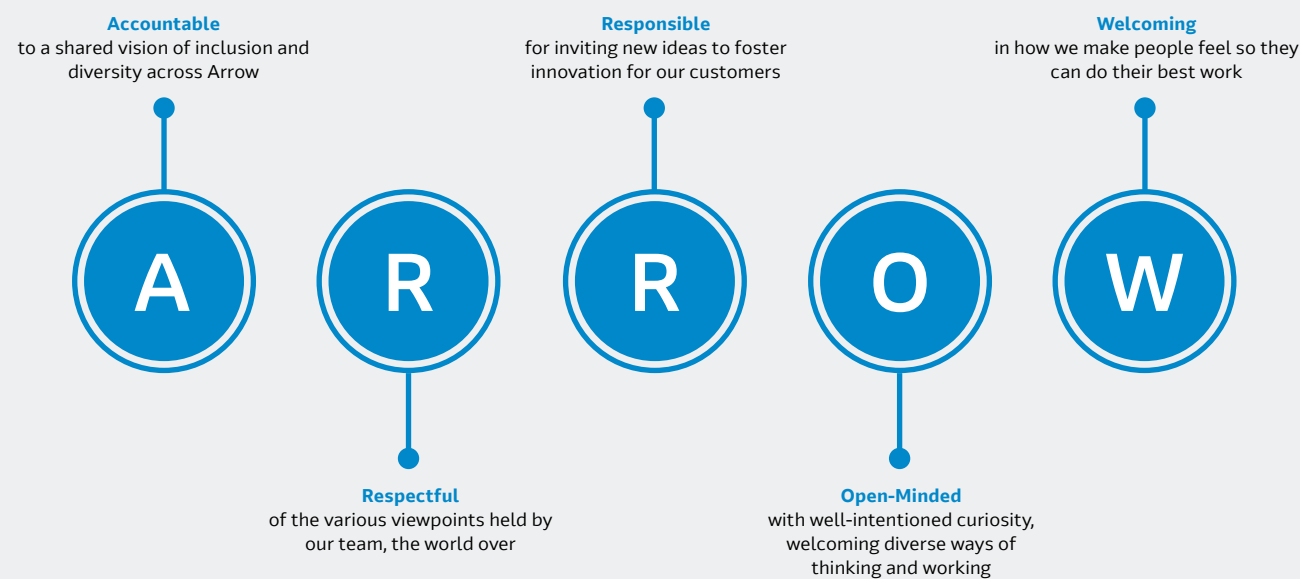 Accountable
to a shared vision of inclusion and
diversity across Arrow
Responsible
for inviting new ideas to foster
innovation for our customers
Welcoming
in how we make people feel so they
can do their best work
A
R
R
O
W
Respectful
of the various viewpoints held by
our team, the world over
Open-Minded
with well-intentioned curiosity,
welcoming diverse ways of
thinking and working